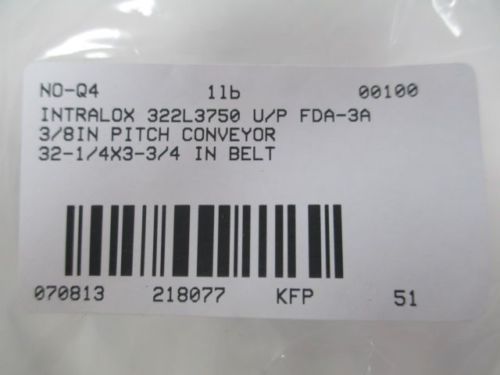 NO-Q4 1lb 00100
INTRALOX 322L3750 U/P FDA-3A
3/8IN PITCH CONVEYOR
32-1/4X3-3/4 IN BELT
070813 218077 KFP 51